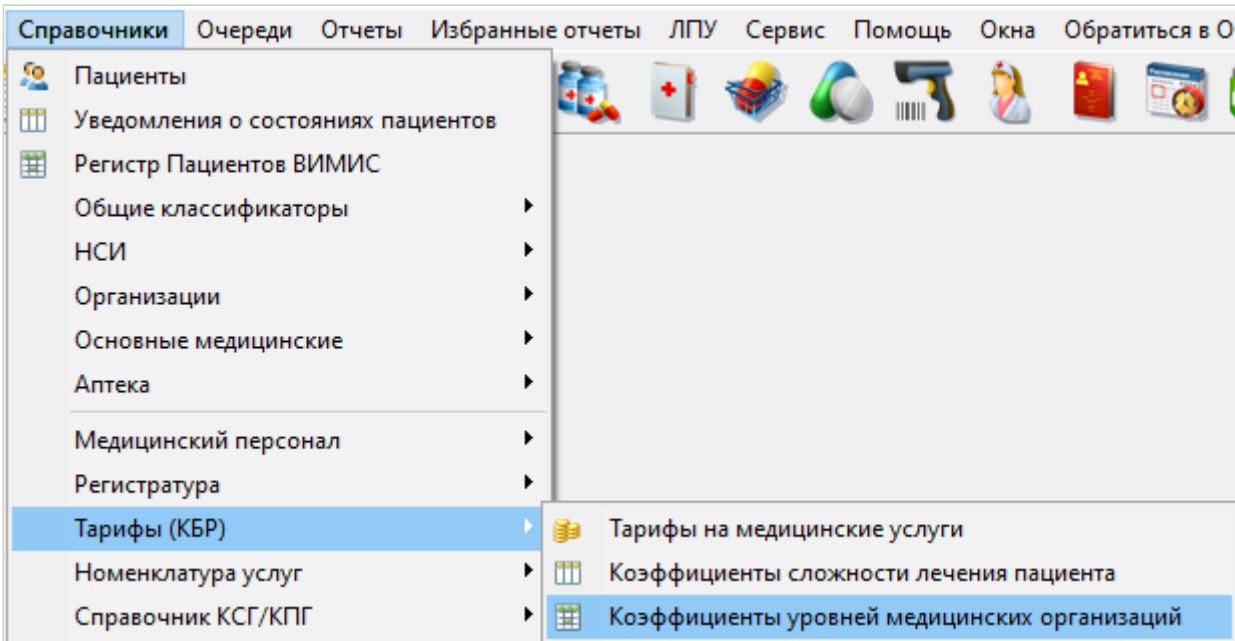 Справочники Очереди Отчеты Избранные отчеты ЛПУ Сервис Помощь Окна Обратиться в О
Пациенты
Уведомления о состояниях пациентов
Регистр Пациентов ВИМИС
Общие классификаторы
НСИ
Организации
Основные медицинские
Аптека
Медицинский персонал
Регистратура
Тарифы (КБР)
Тарифы на медицинские услуги
Номенклатура услуг
Коэффициенты сложности лечения пациента
Справочник КСГ/КПГ
Коэффициенты уровней медицинских организаций